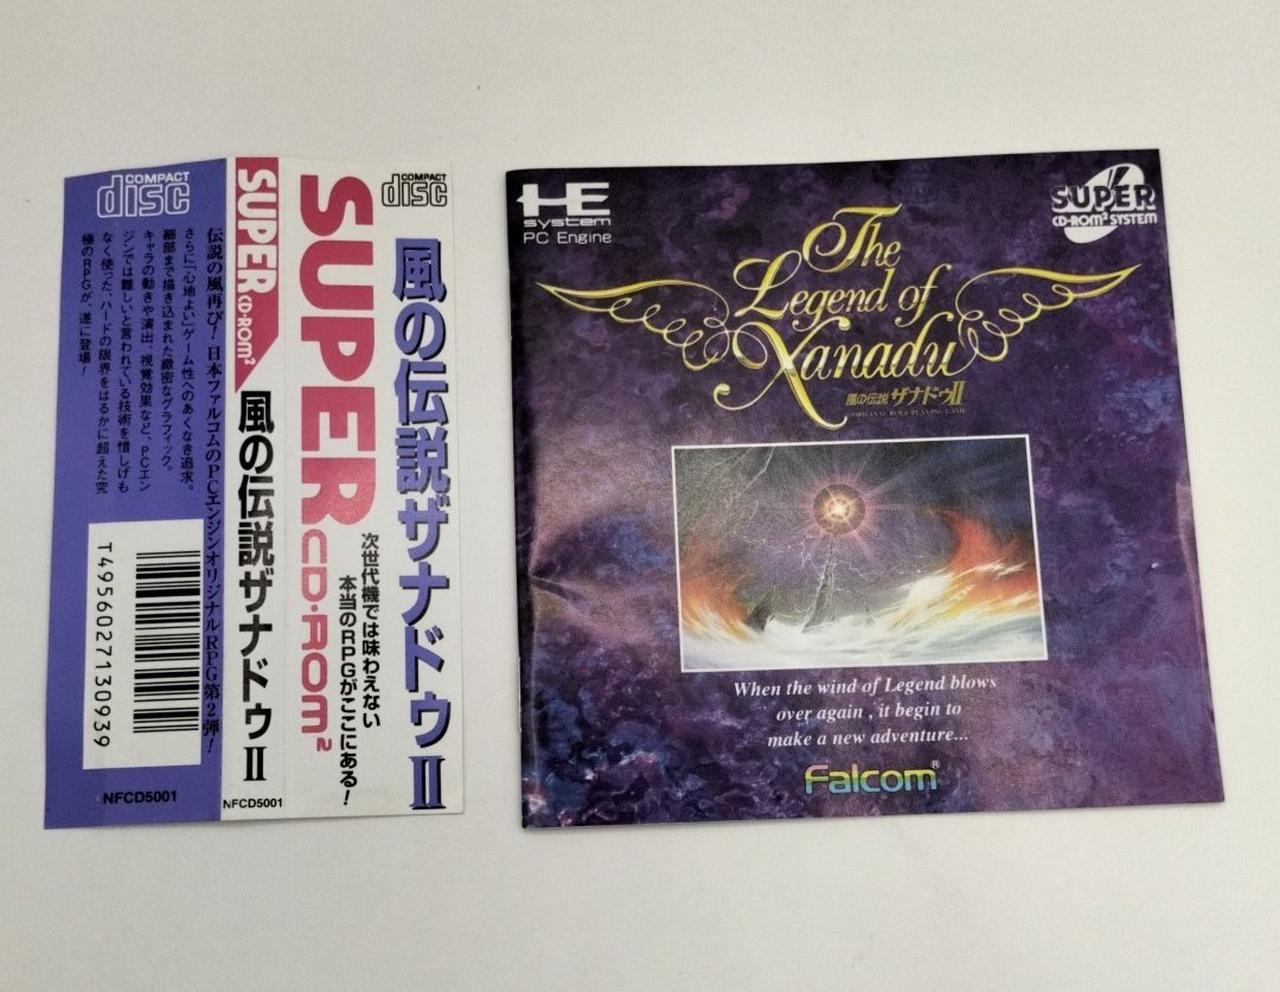 COMPACT
disc
伝説の風再び！日本ファルコムのPCエンジンオリジナルRPG第2弾！
さらに「心地よい」ゲーム性へのあくなき追求。
細部まで描き込まれた緻密なグラフィック。
キャラの動きや演出、視覚効果など、PCエン
ジンでは難しいと言われている技術を惜しげも
なく使った、ハードの限界をはるかに超えた究
極のRPGが、遂に登場！
T4956027130939
NFCD5001
SUPER CD-ROM²
風の伝説ザナドゥII
NFCD5001
COMPACT
disc
風の伝説ザナドゥII
SUPER CD-ROM²
次世代機では味わえない
本当のRPGがここにある！
HE
system
PC Engine
SUPER
CD-ROM² SYSTEM
The
Legend of
Xanadu
風の伝説 ザナドゥII
ORIGINAL ROLE PLAYING GAME
When the wind of Legend blows
over again , it begin to
make a new adventure...
Falcom®